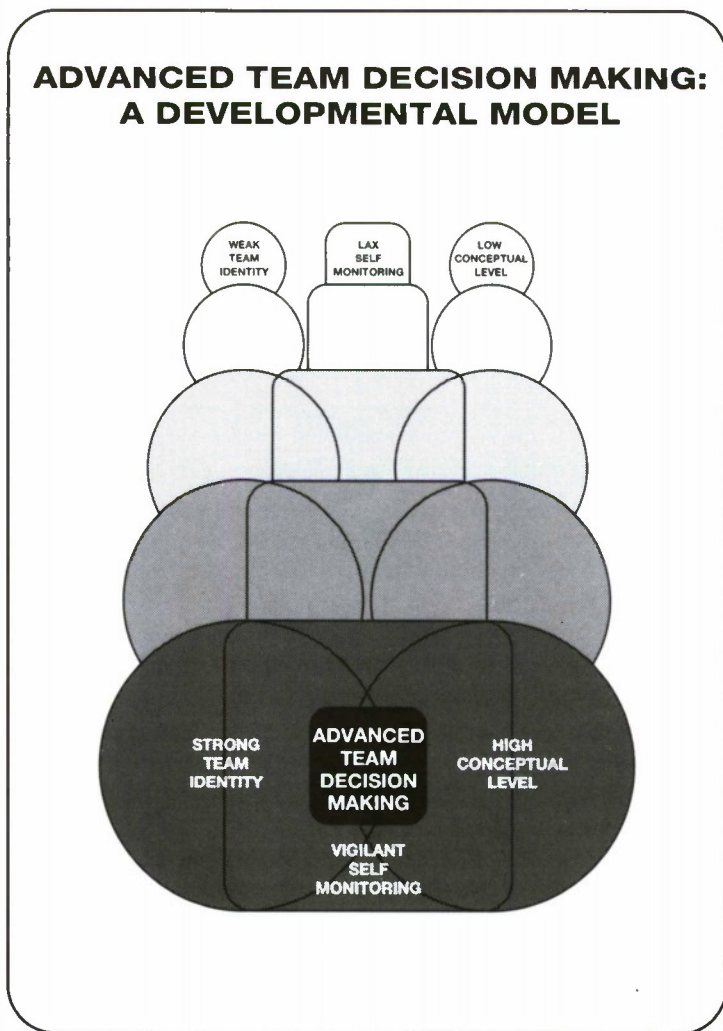 ADVANCED TEAM DECISION MAKING:
A DEVELOPMENTAL MODEL
WEAK
TEAM
IDENTITY
LAX
SELF
MONITORING
LOW
CONCEPTUAL
LEVEL
STRONG
TEAM
IDENTITY
ADVANCED
TEAM
DECISION
MAKING
HIGH
CONCEPTUAL
LEVEL
VIGILANT
SELF
MONITORING